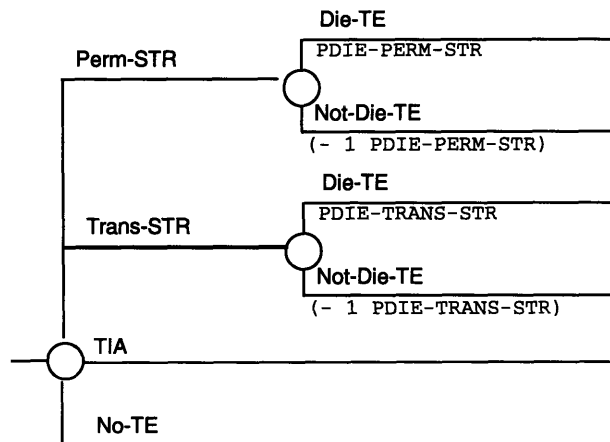 Die-TE
PDIE-PERM-STR
Perm-STR
Not-Die-TE
(- 1 PDIE-PERM-STR)
Die-TE
PDIE-TRANS-STR
Trans-STR
Not-Die-TE
(- 1 PDIE-TRANS-STR)
TIA
No-TE